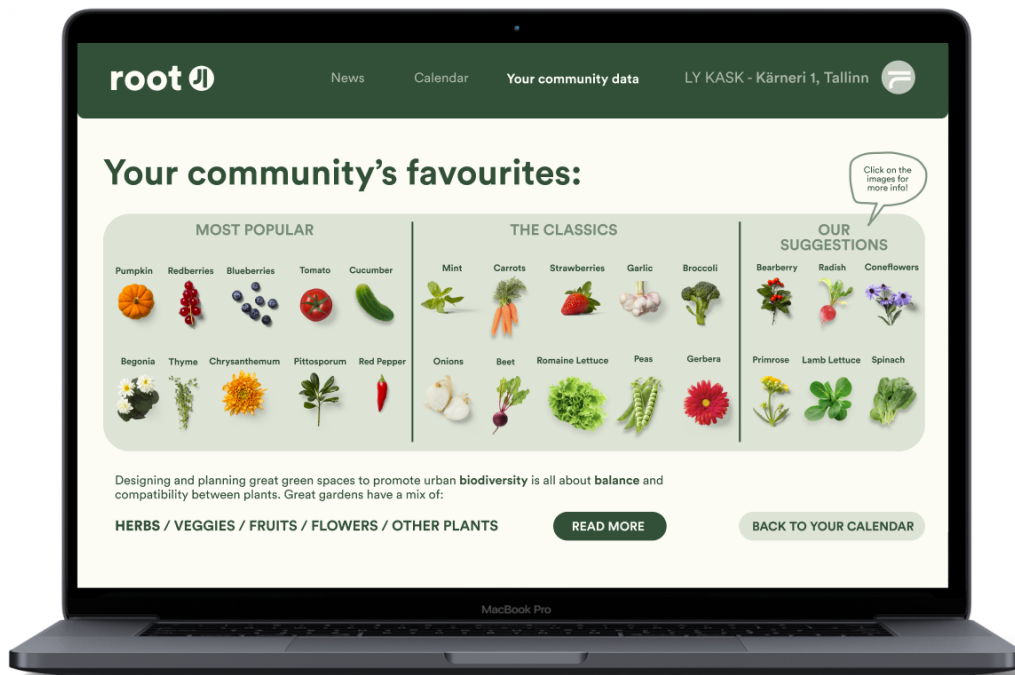 root
News
Calendar
Your community data
LY KASK - Kärneri 1, Tallinn
Your community's favourites:
Click on the
images for
more info!
MOST POPULAR
Pumpkin Redberries Blueberries Tomato Cucumber
Begonia Thyme Chrysanthemum Pittosporum Red Pepper
THE CLASSICS
Mint Carrots Strawberries Garlic Broccoli
Onions Beet Romaine Lettuce Peas Gerbera
OUR
SUGGESTIONS
Bearberry Radish Coneflowers
Primrose Lamb Lettuce Spinach
Designing and planning great green spaces to promote urban biodiversity is all about balance and
compatibility between plants. Great gardens have a mix of:
HERBS / VEGGIES / FRUITS / FLOWERS / OTHER PLANTS
READ MORE
BACK TO YOUR CALENDAR
MacBook Pro